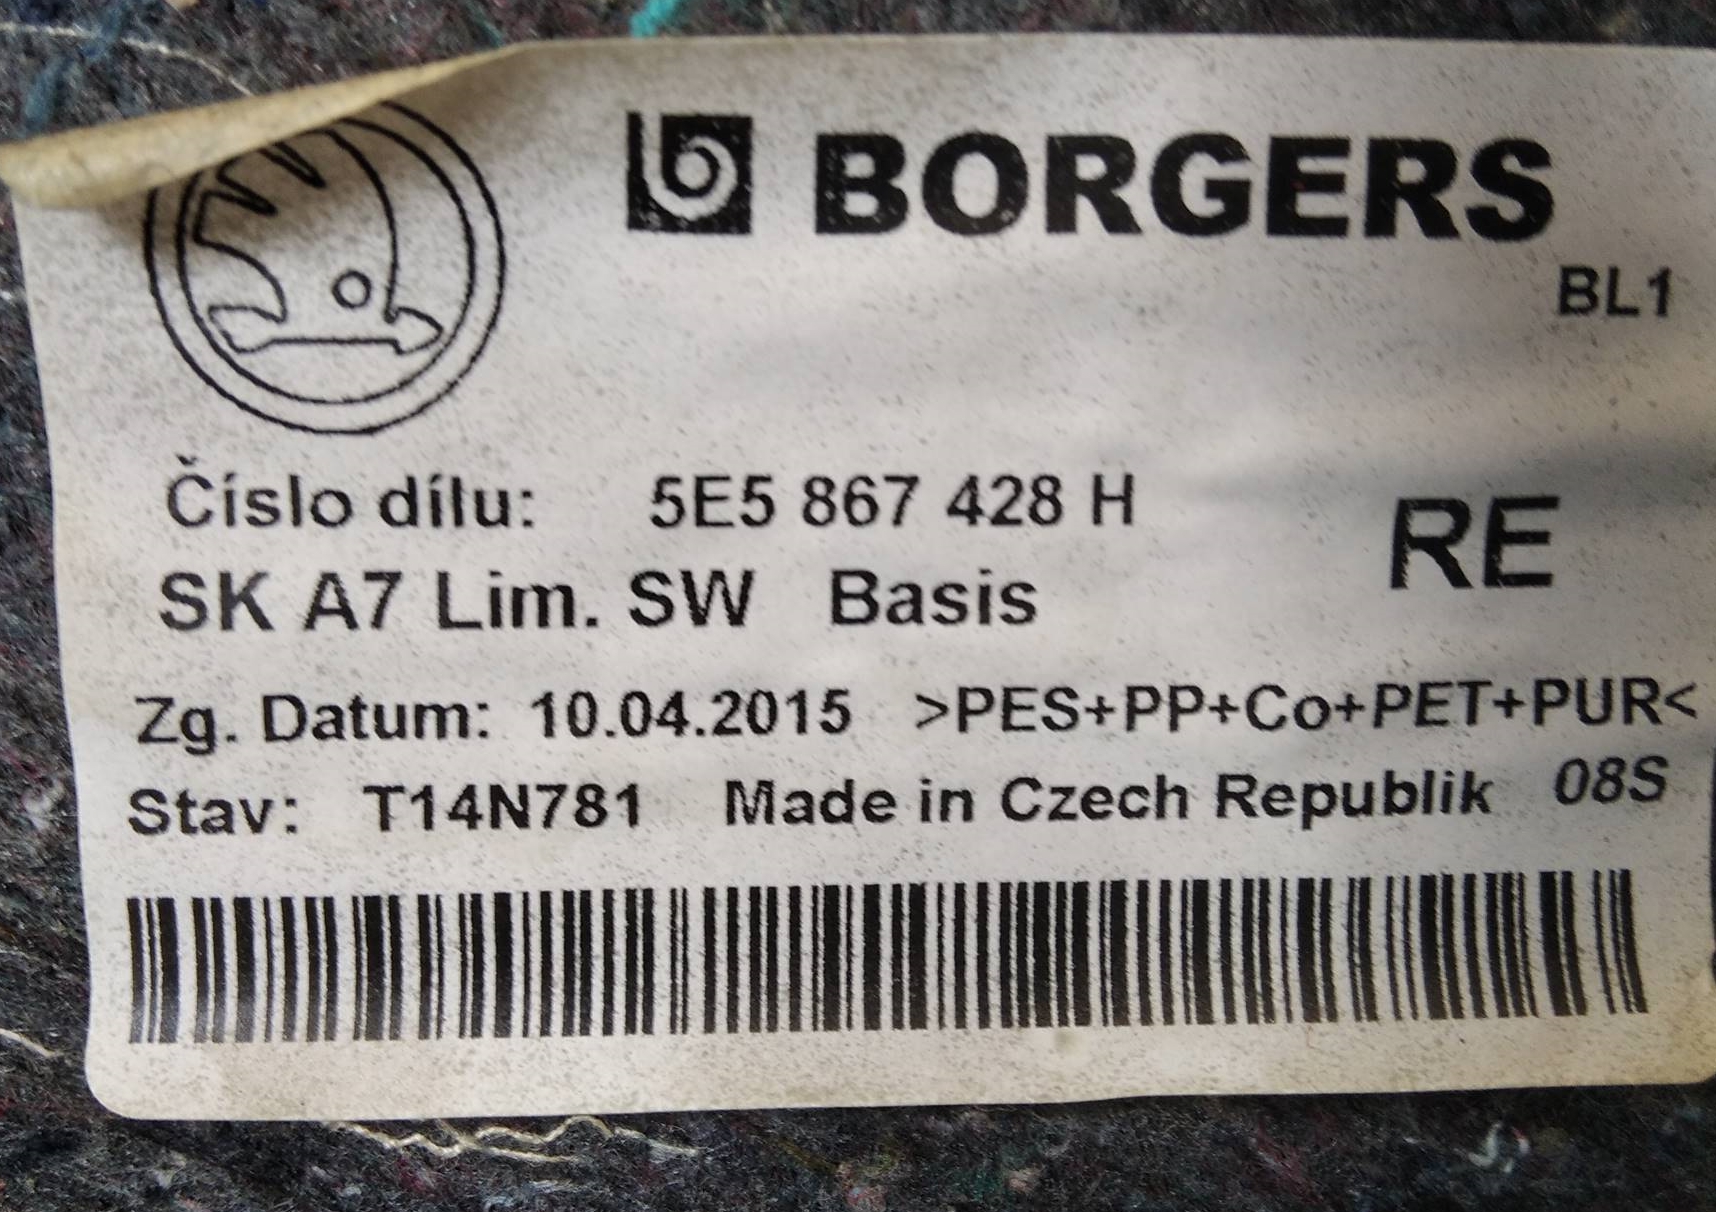 BORGERS
BL1
Číslo dílu: 5E5 867 428 H
RE
SK A7 Lim. SW Basis
Zg. Datum: 10.04.2015 >PES+PP+Co+PET+PUR<
Stav: T14N781 Made in Czech Republik 08S